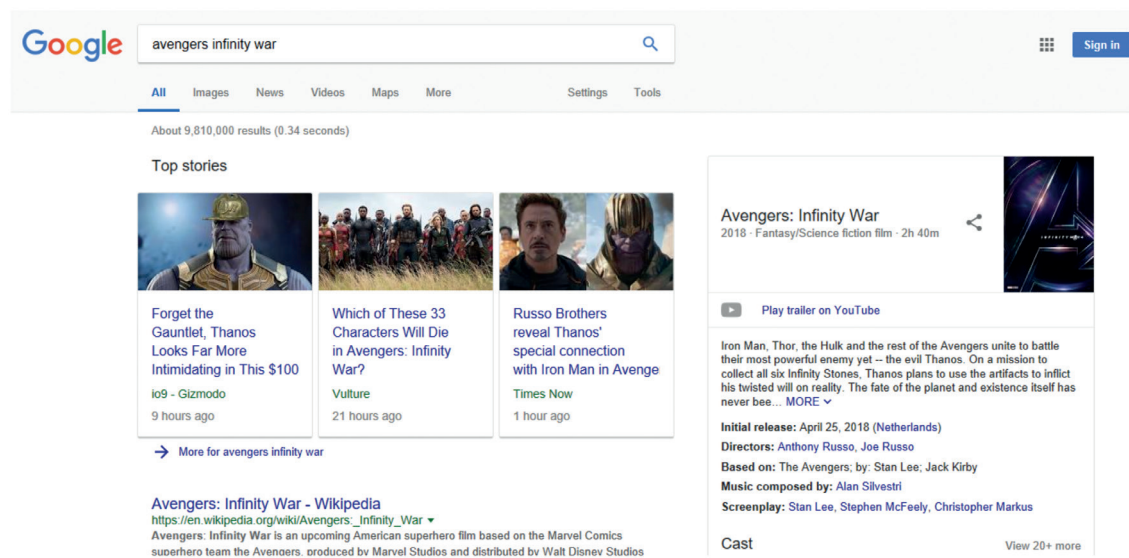 Google
avengers infinity war
Sign in
All Images News Videos Maps More Settings Tools
About 9,810,000 results (0.34 seconds)
Top stories
Forget the
Gauntlet, Thanos
Looks Far More
Intimidating in This $100
io9 - Gizmodo
9 hours ago
Which of These 33
Characters Will Die
in Avengers: Infinity
War?
Vulture
21 hours ago
Russo Brothers
reveal Thanos'
special connection
with Iron Man in Avenge
Times Now
1 hour ago
More for avengers infinity war
Avengers: Infinity War - Wikipedia
https://en.wikipedia.org/wiki/Avengers:_Infinity_War
Avengers: Infinity War is an upcoming American superhero film based on the Marvel Comics
superhero team the Avengers, produced by Marvel Studios and distributed by Walt Disney Studios
Avengers: Infinity War
2018 · Fantasy/Science fiction film · 2h 40m
INFINITY WAR
Play trailer on YouTube
Iron Man, Thor, the Hulk and the rest of the Avengers unite to battle
their most powerful enemy yet -- the evil Thanos. On a mission to
collect all six Infinity Stones, Thanos plans to use the artifacts to inflict
his twisted will on reality. The fate of the planet and existence itself has
never bee... MORE
Initial release: April 25, 2018 (Netherlands)
Directors: Anthony Russo, Joe Russo
Based on: The Avengers; by: Stan Lee; Jack Kirby
Music composed by: Alan Silvestri
Screenplay: Stan Lee, Stephen McFeely, Christopher Markus
Cast
View 20+ more